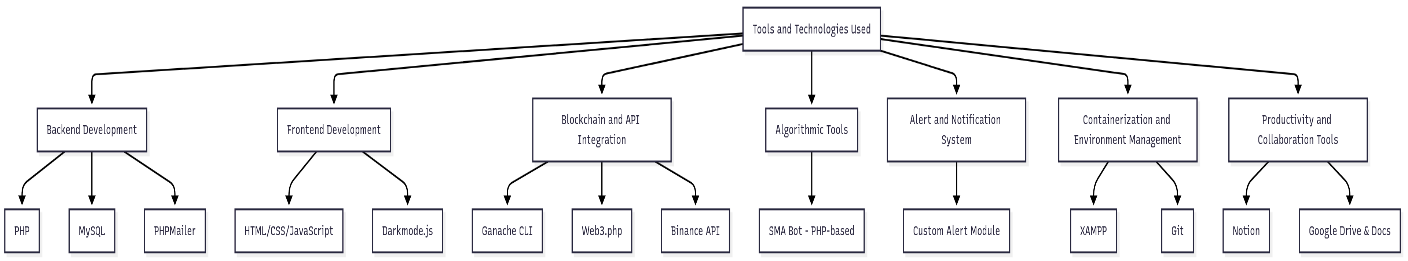 Tools and Technologies Used
Backend Development
Frontend Development
Blockchain and API
Integration
Algorithmic Tools
Alert and Notification
System
Containerization and
Environment Management
Productivity and
Collaboration Tools
PHP
MySQL
PHPMailer
HTML/CSS/JavaScript
Darkmode.js
Ganache CLI
Web3.php
Binance API
SMA Bot - PHP-based
Custom Alert Module
XAMPP
Git
Notion
Google Drive & Docs